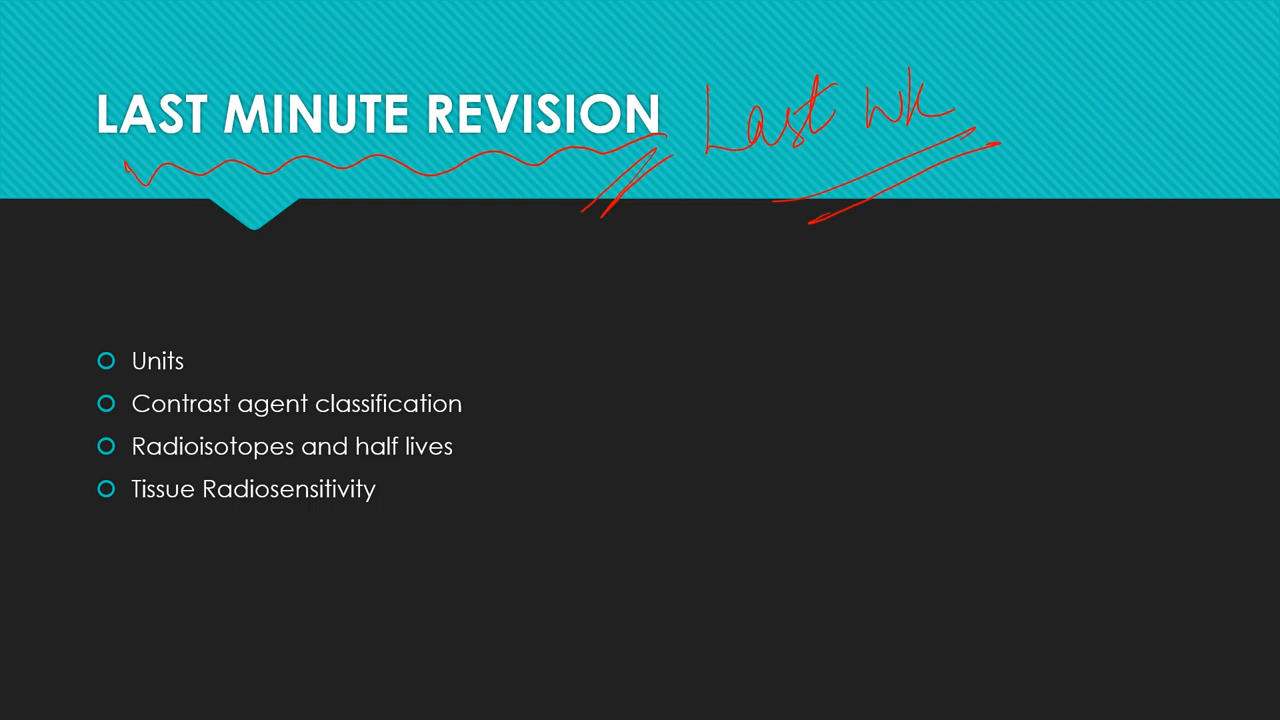 LAST MINUTE REVISION Last wk
Units
Contrast agent classification
Radioisotopes and half lives
Tissue Radiosensitivity